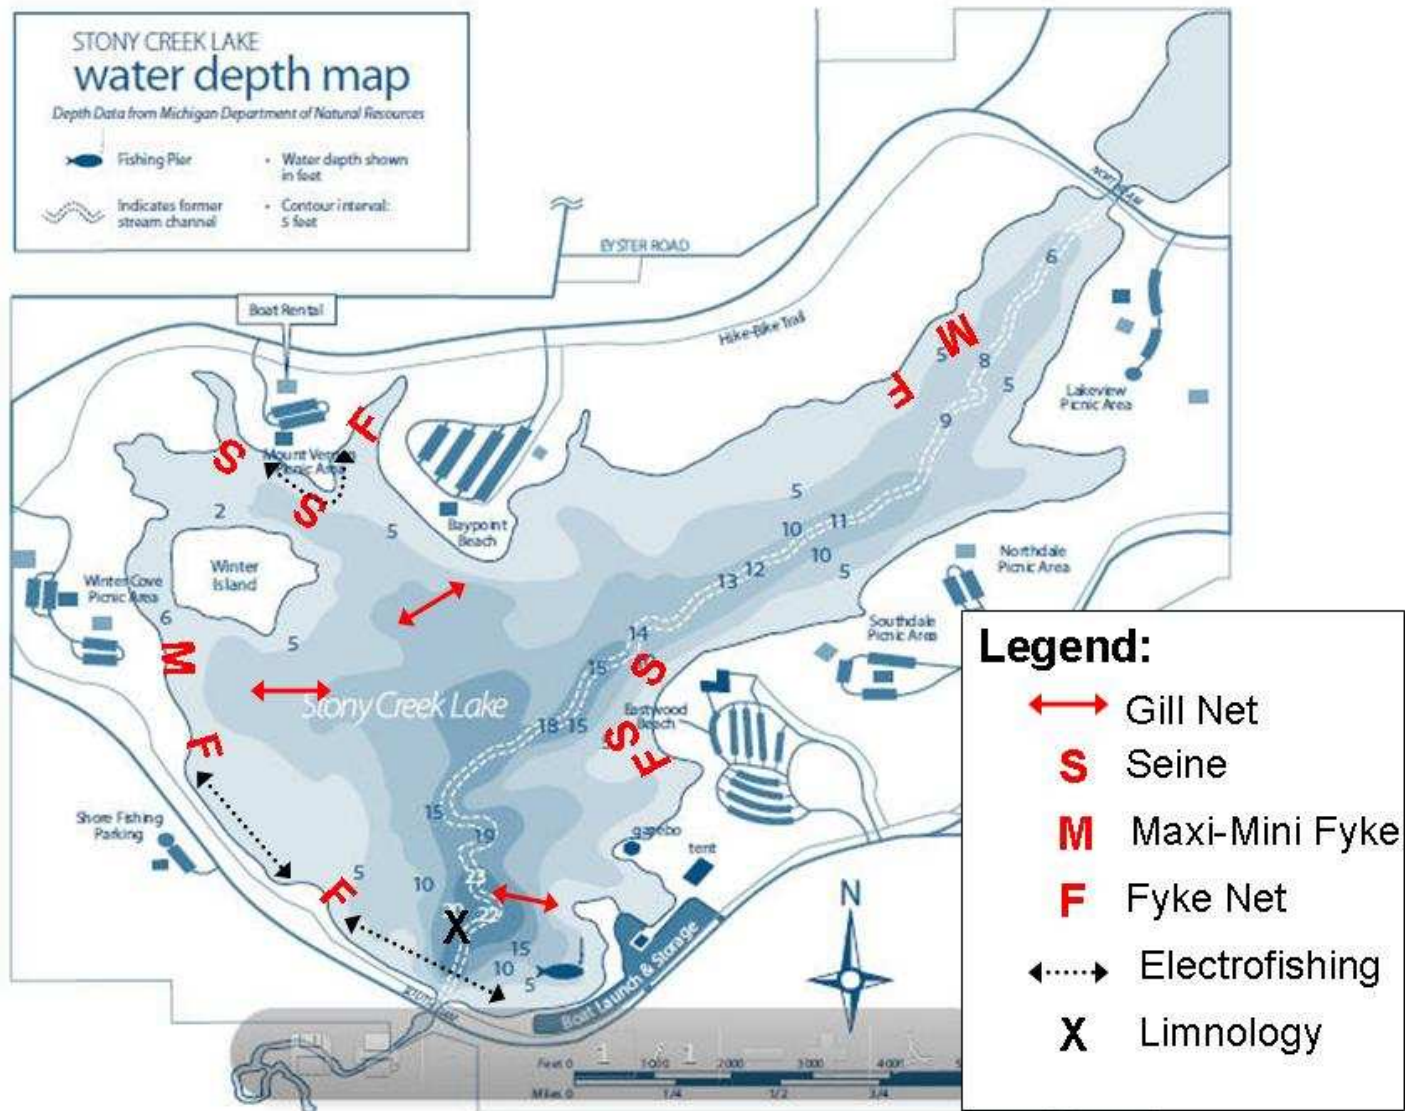 STONY CREEK LAKE
water depth map
Depth Data from Michigan Department of Natural Resources
Fishing Pier
• Water depth shown
in feet
Indicates former
stream channel
• Contour interval:
5 feet
EYSTER ROAD
Boat Rental
Hike-Bike Trail
6
M
5
8
5
F
9
Lakeview
Picnic Area
F
S
Mount Vernon
Picnic Area
S
2
5
Baypoint
Beach
5
10
11
10
5
12
13
Northdale
Picnic Area
Winter
Island
Winter Cove
Picnic Area
6
5
M
14
15
S
Southdale
Picnic Area
Stony Creek Lake
Eastwood
Beach
18
15
S
F
F
15
19
Shore Fishing
Parking
gazebo
tent
5
10
23
F
X
22
15
10
5
Boat Launch & Storage
N
Feet 0
1000
2000
3000
4000
Miles 0
1/4
1/2
3/4
Legend:
Gill Net
S Seine
M Maxi-Mini Fyke
F Fyke Net
Electrofishing
X Limnology